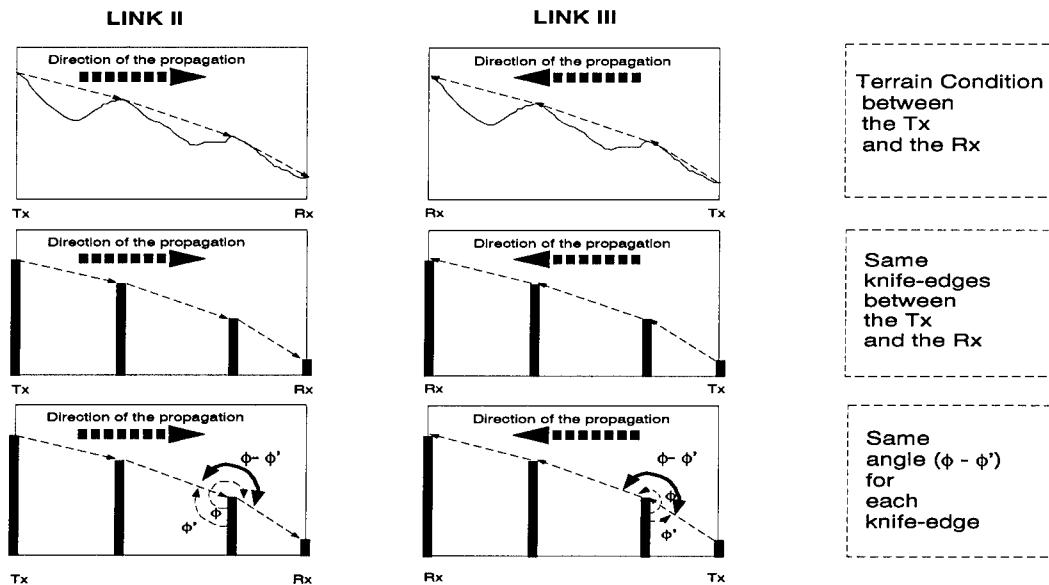 LINK II
LINK III
Direction of the propagation
Direction of the propagation
Terrain Condition
between
the Tx
and the Rx
Tx
Rx
Rx
Tx
Direction of the propagation
Direction of the propagation
Same
knife-edges
between
the Tx
and the Rx
Tx
Rx
Rx
Tx
Direction of the propagation
Direction of the propagation
Same
angle (ϕ - ϕ')
for
each
knife-edge
ϕ- ϕ'
ϕ- ϕ'
ϕ
ϕ
ϕ'
ϕ'
Tx
Rx
Rx
Tx